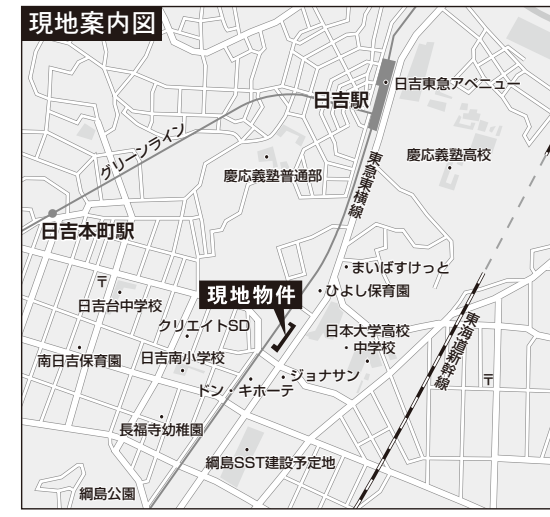 現地案内図
日吉東急アベニュー
日吉駅
グリーンライン
慶応義塾高校
慶応義塾普通部
東急東横線
日吉本町駅
まいばすけっと
〒
現地物件
ひよし保育園
日吉台中学校
クリエイトSD
日本大学高校
・中学校
東海道新幹線
南日吉保育園
日吉南小学校
ジョナサン
〒
ドン・キホーテ
長福寺幼稚園
綱島SST建設予定地
綱島公園